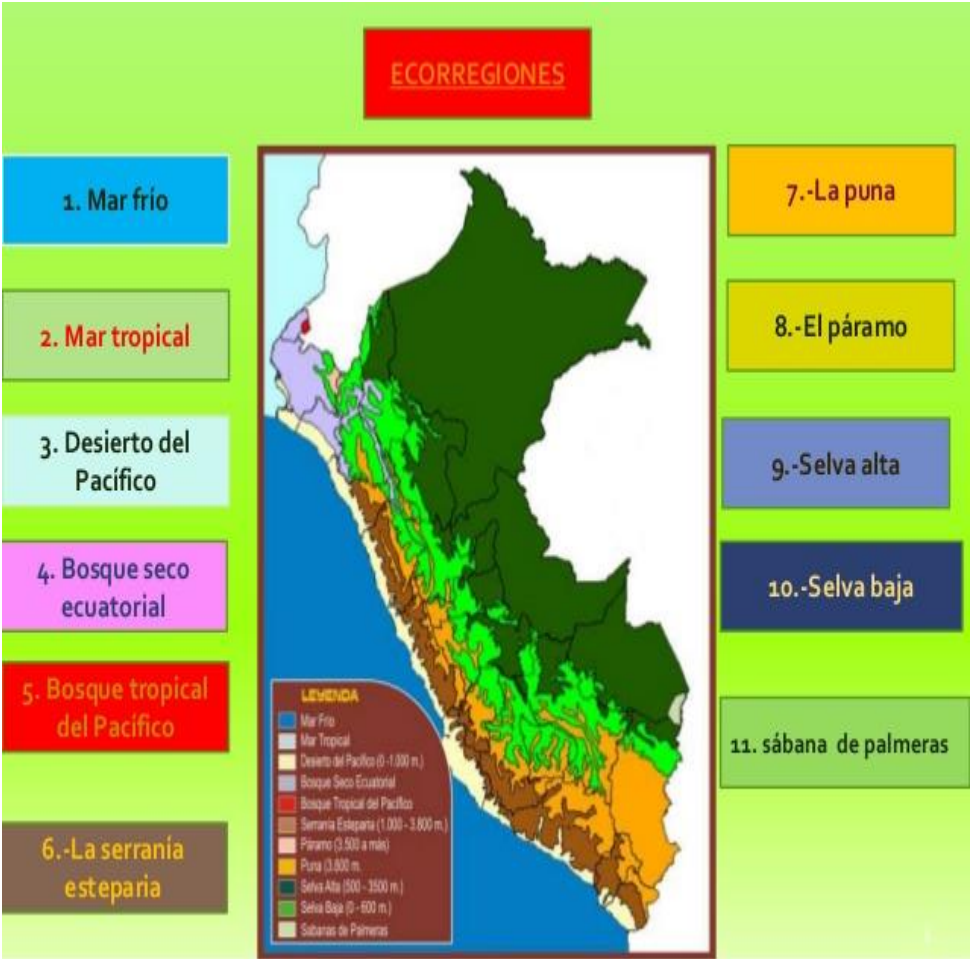 ECORREGIONES
1. Mar frío
2. Mar tropical
3. Desierto del
Pacífico
4. Bosque seco
ecuatorial
5. Bosque tropical
del Pacífico
6.-La serranía
esteparia
LEYENDA
Mar Frío
Mar Tropical
Desierto del Pacífico (0 -1.000 m.)
Bosque Seco Ecuatorial
Bosque Tropical del Pacífico
Serranía Esteparia (1.000 - 3.800 m.)
Páramo (3.500 a más)
Puna (3.800 m.
Selva Alta (500 - 3500 m.)
Selva Baja (0 - 600 m.)
Sabanas de Palmeras
7.-La puna
8.-El páramo
9.-Selva alta
10.-Selva baja
11. sábana de palmeras